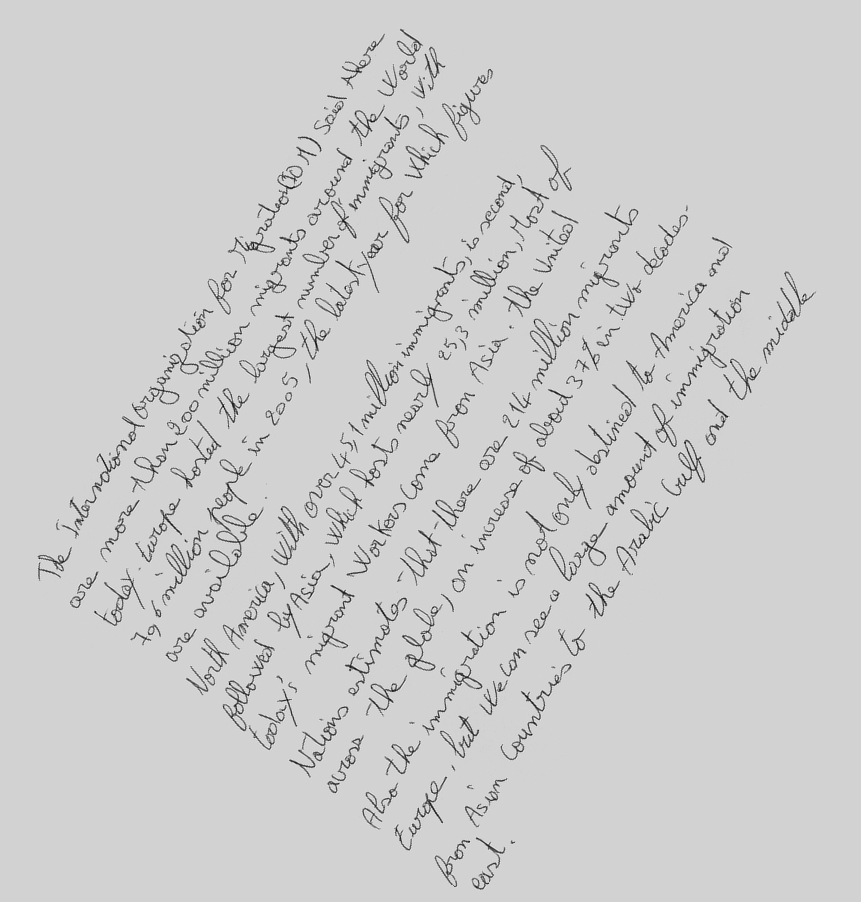 The International Organization for Migration (IOM) Said there
are more than 200 million migrants around the World
today. Europe hosted the largest number of immigrants, with
70,6 million people in 2005, the latest year for which figures
are available.
North America, with over 45,1 million immigrants, is second,
followed by Asia, which hosts nearly 25,3 million, Most of
today's migrant Workers come from Asia. the United
Nations estimates that there are 214 million migrants
across the globe, an increase of about 37% in two decades.
Also the immigration is not only destined to America and
Europe, but we can see a large amount of immigration
from Asian Countries to the Arabic Gulf and the middle
east.